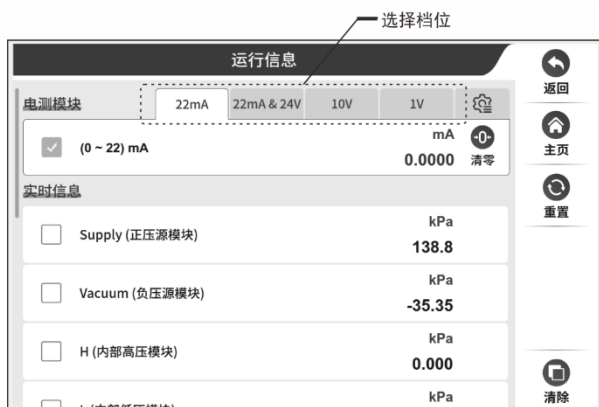 选择档位
运行信息
返回
电测模块
22mA
22mA & 24V
10V
1V
(0 ~ 22) mA
mA
0.0000
-0-
清零
主页
实时信息
重置
Supply (正压源模块)
kPa
138.8
Vacuum (负压源模块)
kPa
-35.35
H (内部高压模块)
kPa
0.000
kPa
清除